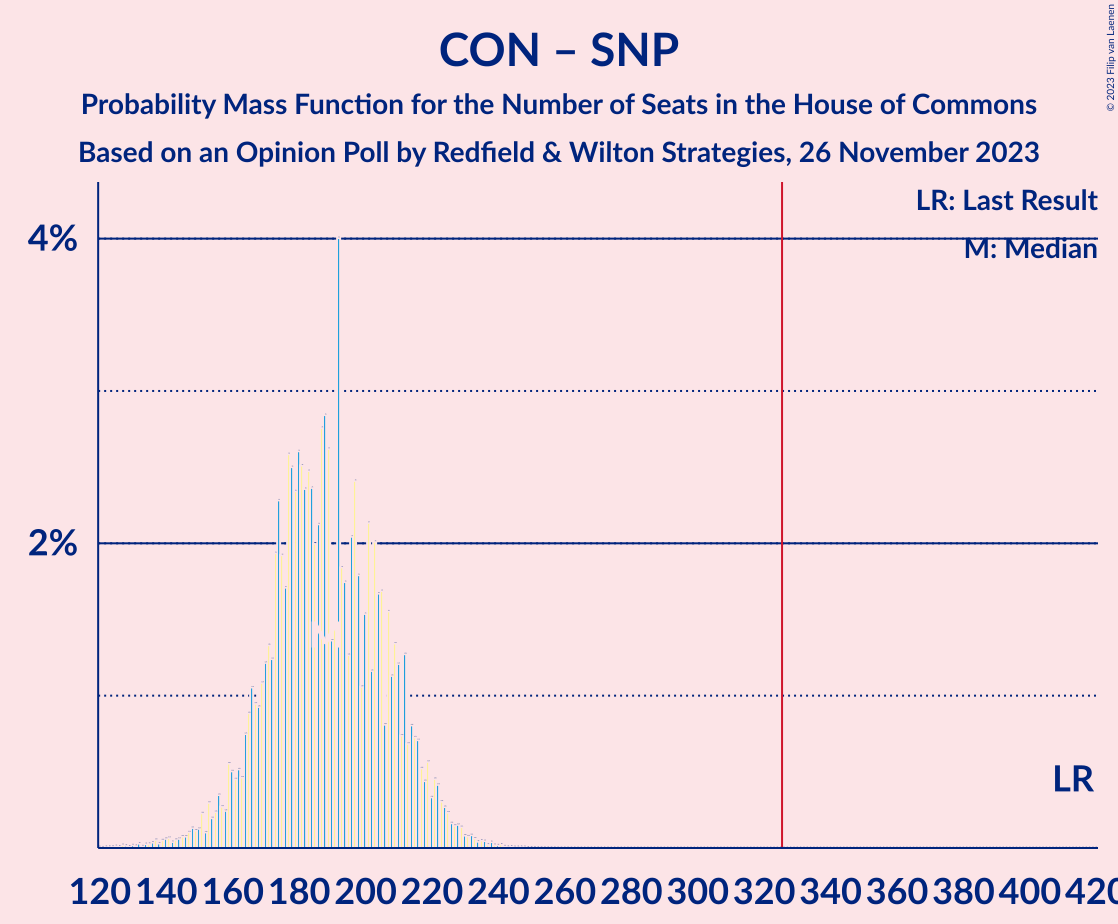 CON – SNP
Probability Mass Function for the Number of Seats in the House of Commons
Based on an Opinion Poll by Redfield & Wilton Strategies, 26 November 2023
© 2023 Filip van Laenen
LR: Last Result
M: Median
4%
2%
LR
120 140 160 180 200 220 240 260 280 300 320 340 360 380 400 420